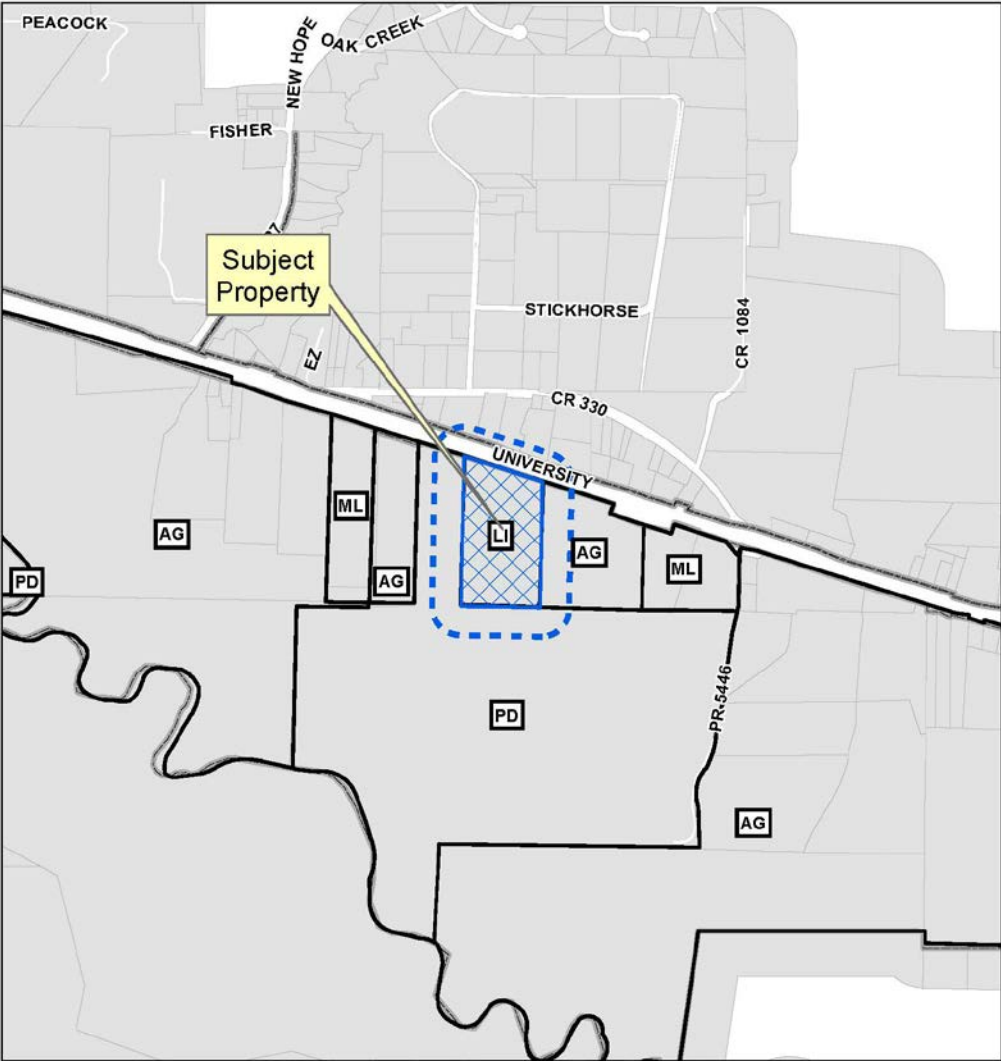 PEACOCK
NEW HOPE
OAK CREEK
FISHER
Subject
Property
STICKHORSE
CR 1084
EZ
CR 330
UNIVERSITY
ML
LI
AG
AG
ML
PD
AG
PR-5446
PD
AG